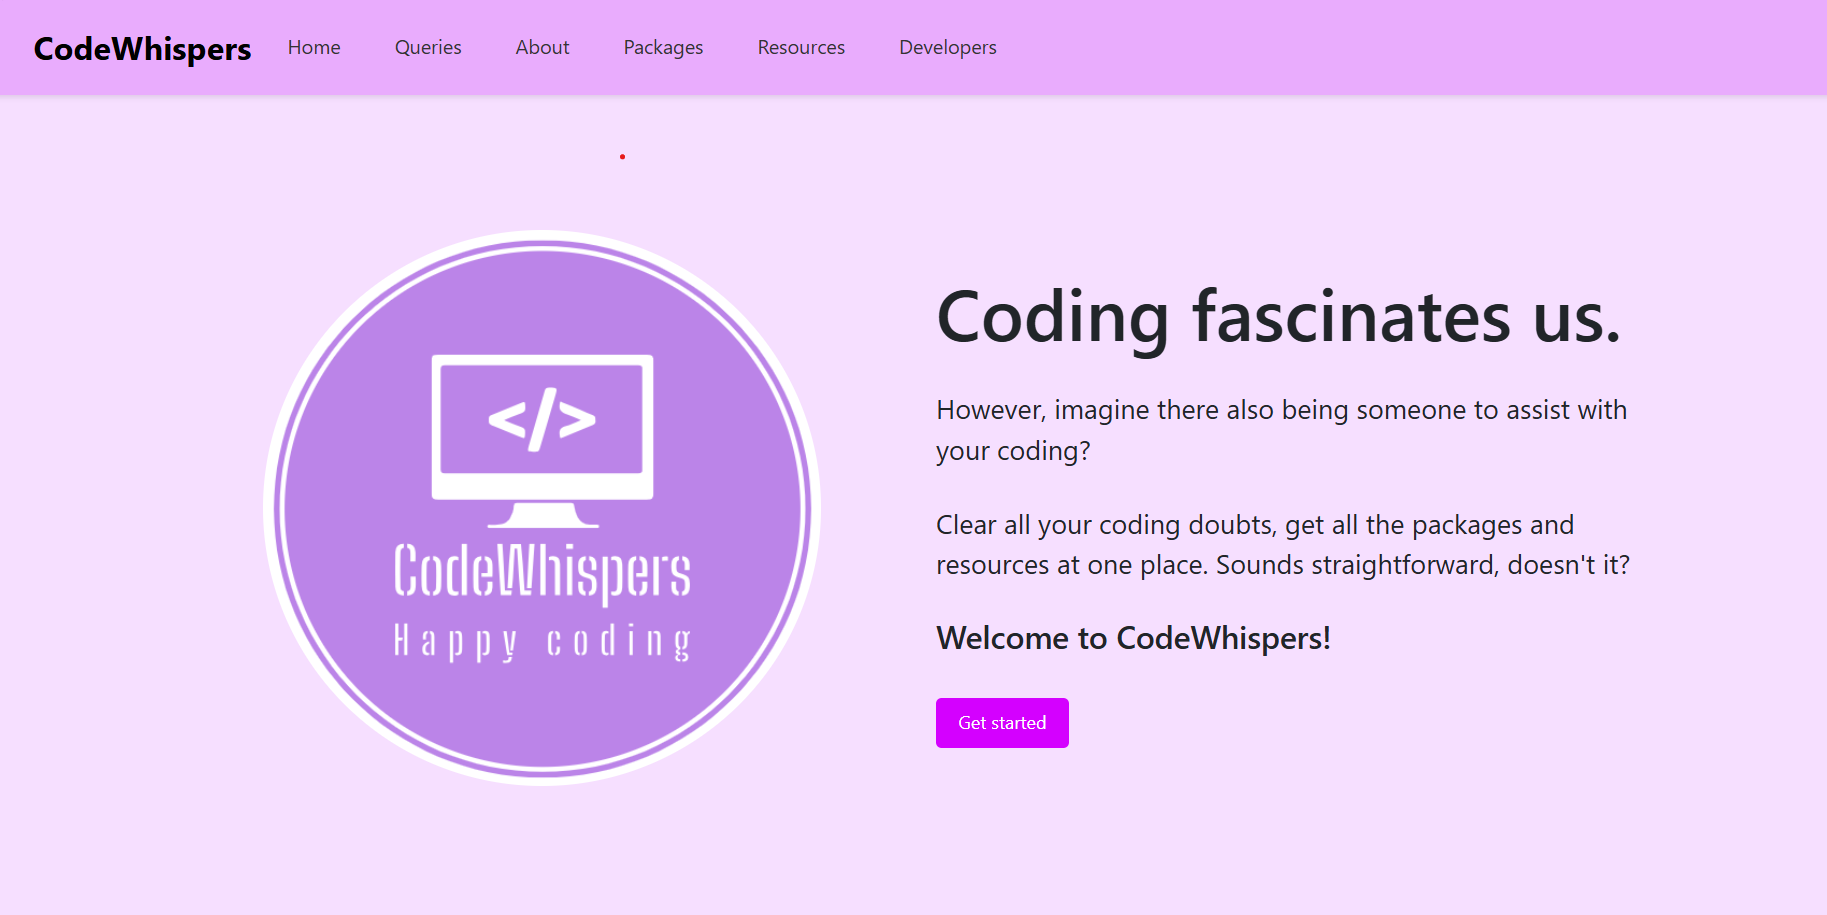 CodeWhispers Home Queries About Packages Resources Developers
</>
CodeWhispers
Happy coding
Coding fascinates us.
However, imagine there also being someone to assist with
your coding?
Clear all your coding doubts, get all the packages and
resources at one place. Sounds straightforward, doesn't it?
Welcome to CodeWhispers!
Get started